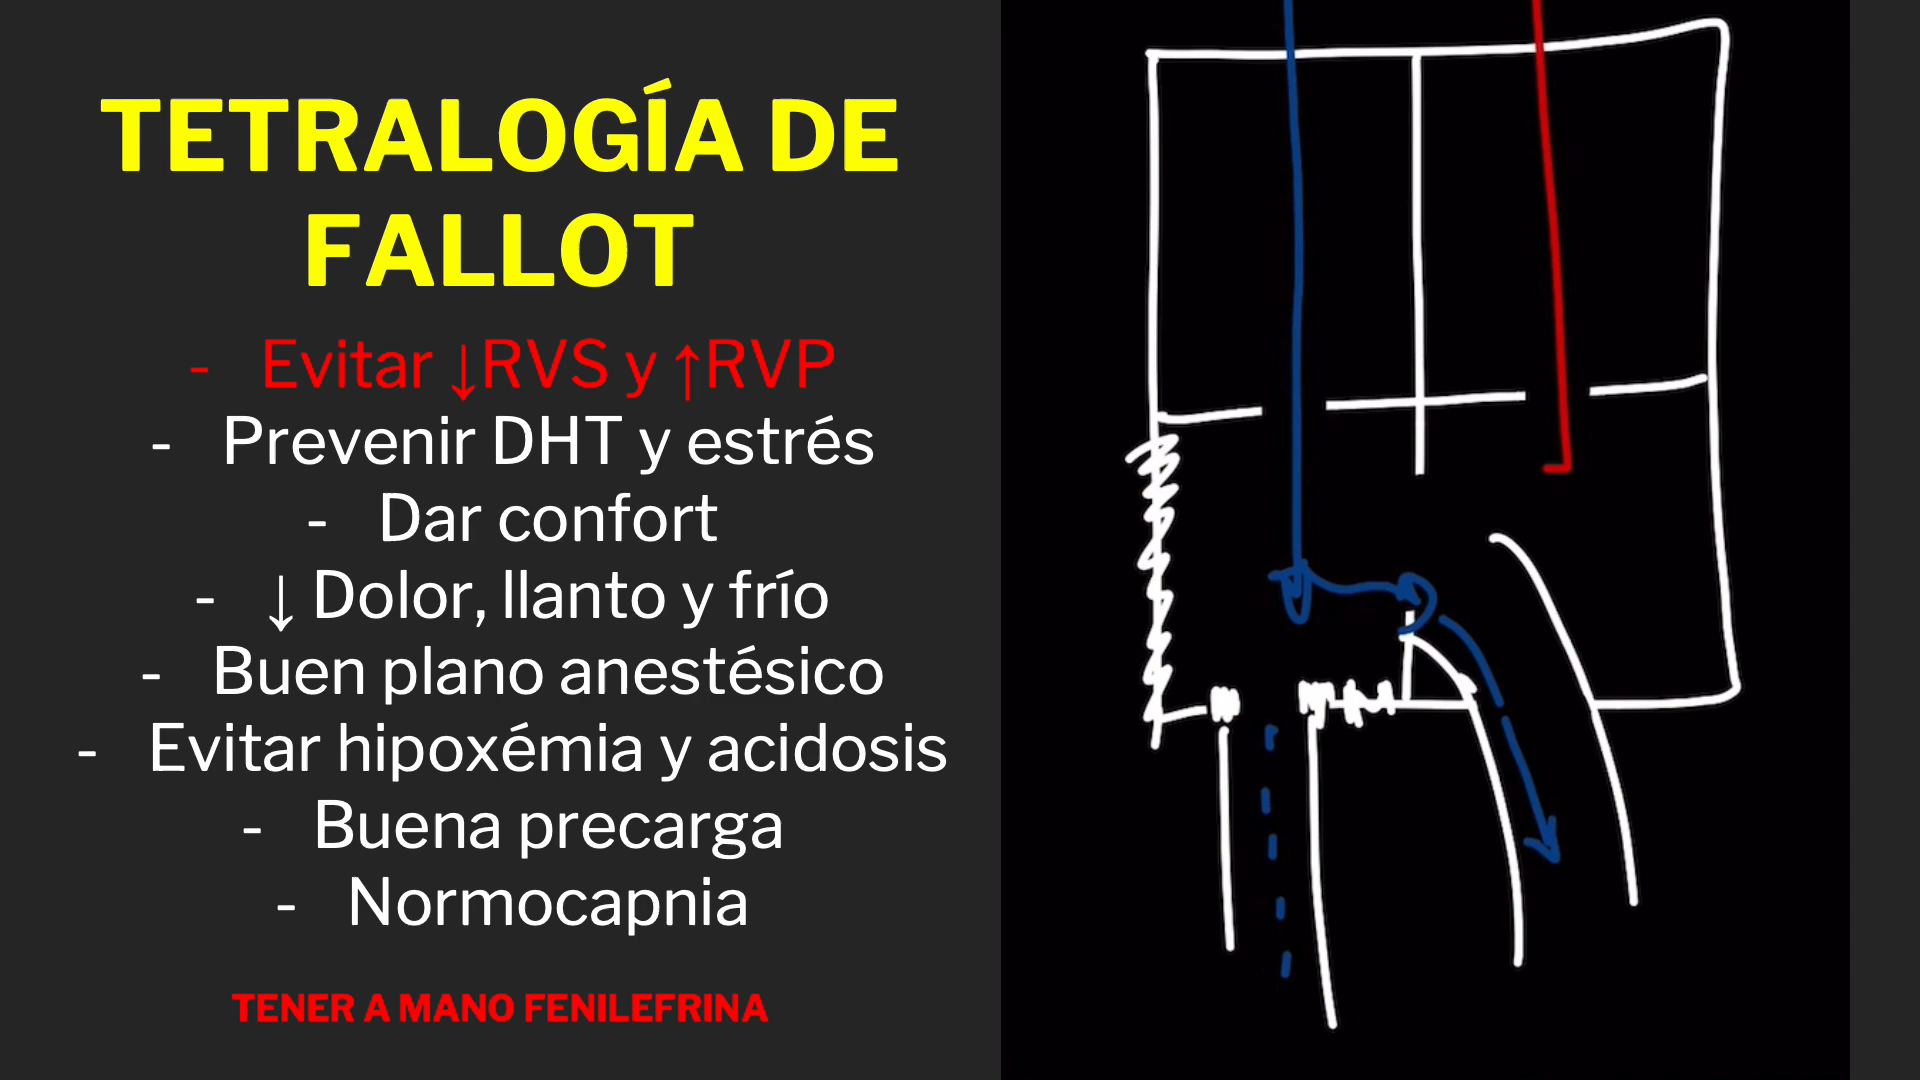 TETRALOGÍA DE
FALLOT
- Evitar ↓RVS y ↑RVP
- Prevenir DHT y estrés
- Dar confort
- ↓ Dolor, llanto y frío
- Buen plano anestésico
- Evitar hipoxémia y acidosis
- Buena precarga
- Normocapnia
TENER A MANO FENILEFRINA